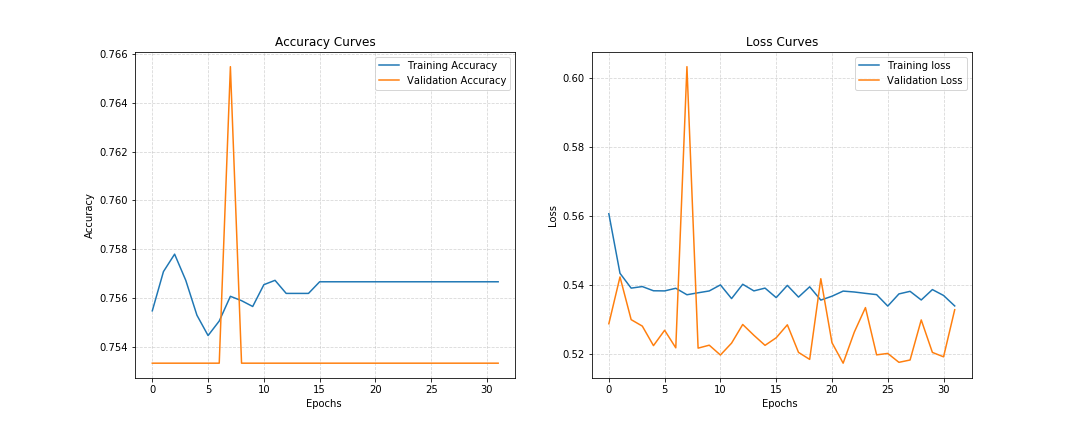 Accuracy Curves
Training Accuracy
Validation Accuracy
0.766
0.764
0.762
0.760
0.758
0.756
0.754
Accuracy
0 5 10 15 20 25 30
Epochs
Loss Curves
Training loss
Validation Loss
0.60
0.58
0.56
0.54
0.52
Loss
0 5 10 15 20 25 30
Epochs